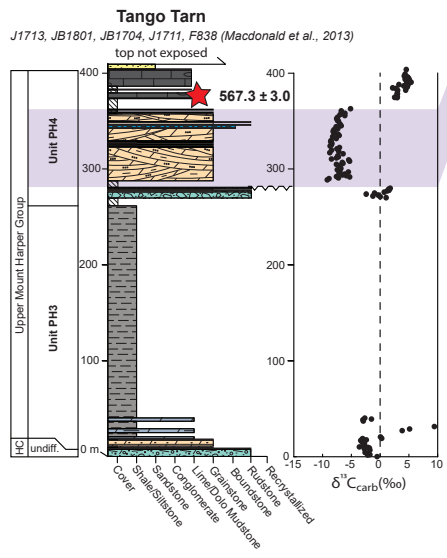 Tango Tarn
J1713, JB1801, JB1704, J1711, F838 (Macdonald et al., 2013)
top not exposed
400
400
567.3 ± 3.0
Unit PH4
300
300
Upper Mount Harper Group
200
200
Unit PH3
100
100
HC
undiff.
0 m
0
-15 -10 -5 0 5 10
Cover
Shale/Siltstone
Sandstone
Conglomerate
Lime/Dolo Mudstone
Grainstone
Boundstone
Rudstone
Recrystallized
δ¹³Ccarb(‰)